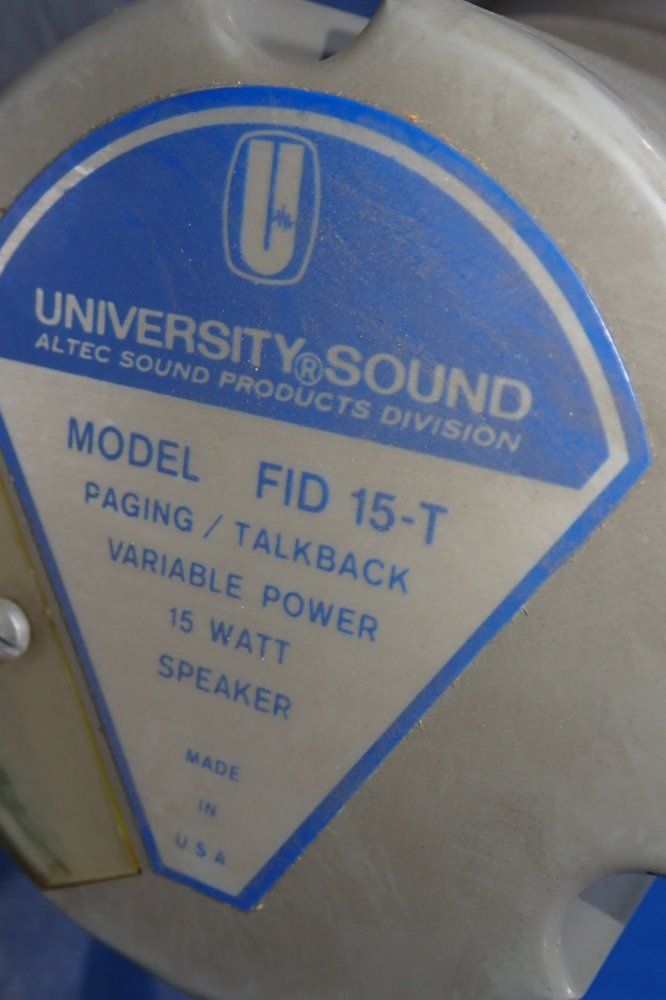 UNIVERSITY® SOUND
ALTEC SOUND PRODUCTS DIVISION
MODEL FID 15-T
PAGING / TALKBACK
VARIABLE POWER
15 WATT
SPEAKER
MADE
IN
USA